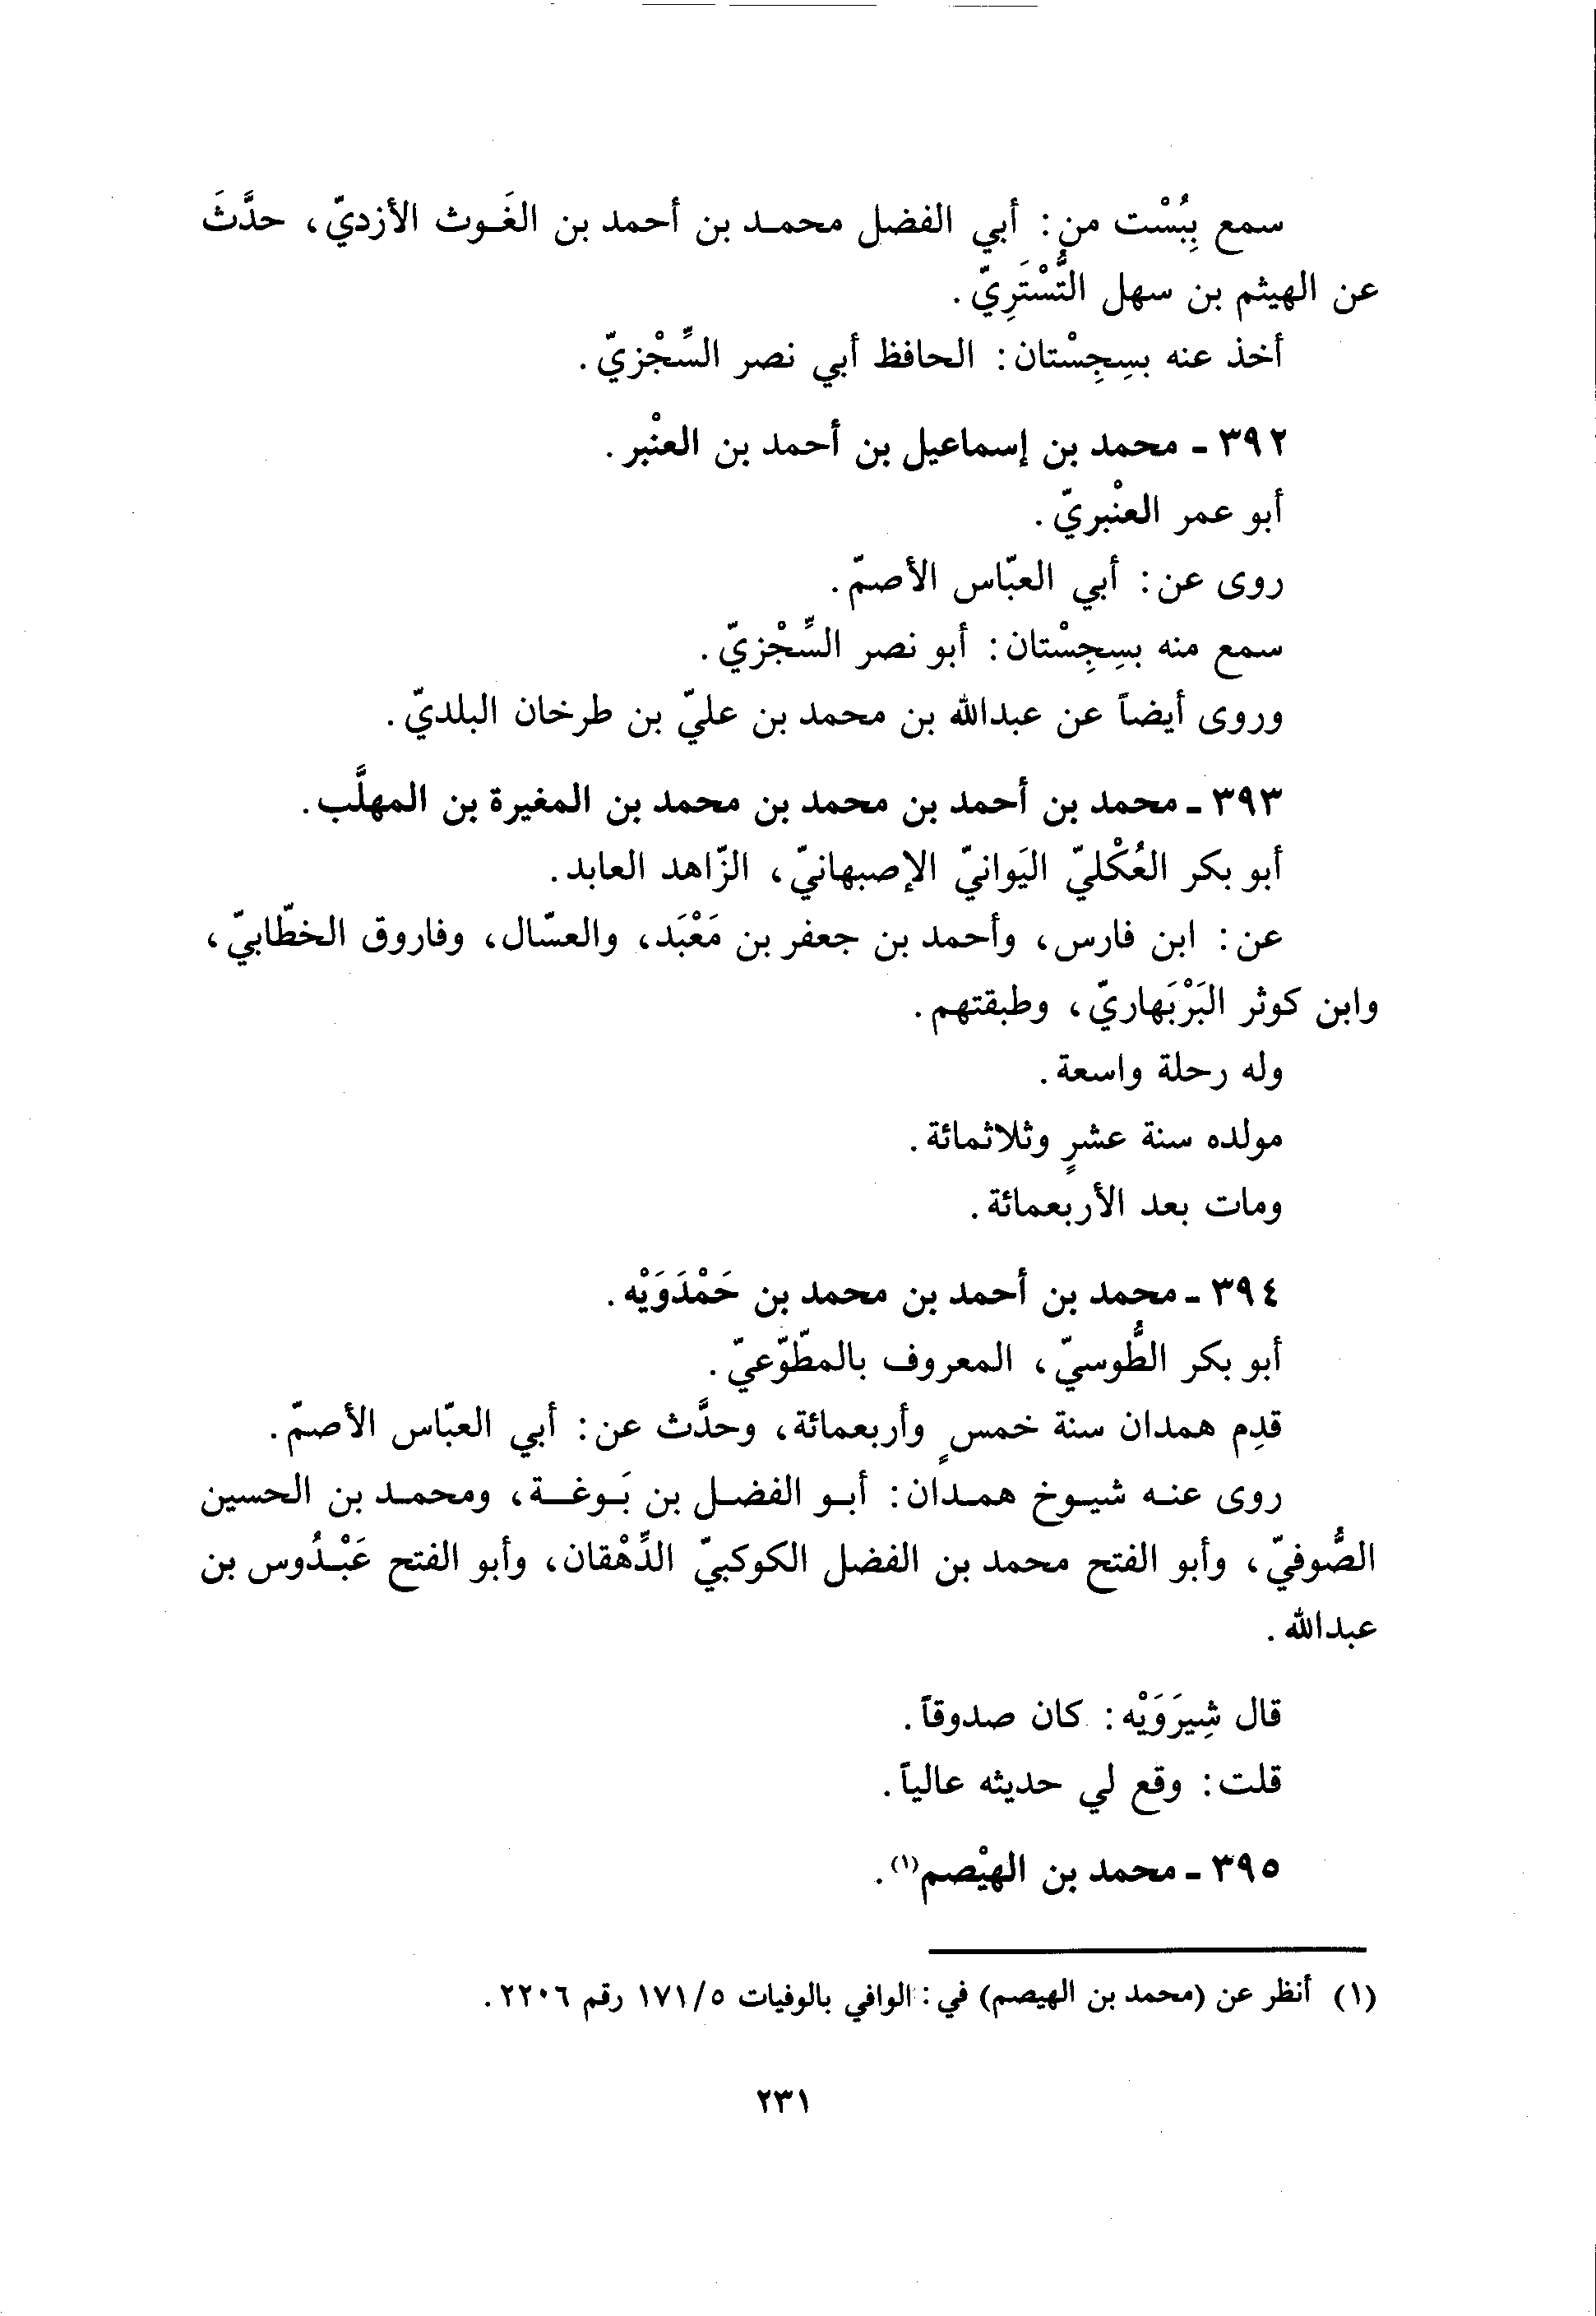 سمع بِبُسْت من: أبي الفضل محمد بن أحمد بن الغَوث الأزديّ، حدَّثَ
عن الهيثم بن سهل التُّسْتَرِيّ.
أخذ عنه بسِجِسْتان: الحافظ أبي نصر السِّجْزيّ.
٣٩٢ - محمد بن إسماعيل بن أحمد بن العنْبر.
أبو عمر العنْبريّ.
روى عن: أبي العبّاس الأصمّ.
سمع منه بسِجِسْتان: أبو نصر السِّجْزيّ.
وروى أيضاً عن عبدالله بن محمد بن عليّ بن طرخان البلديّ.
٣٩٣ - محمد بن أحمد بن محمد بن محمد بن المغيرة بن المهلَّب.
أبو بكر العُكْليّ اليَوانيّ الإصبهانيّ، الزّاهد العابد.
عن: ابن فارس، وأحمد بن جعفر بن مَعْبَد، والعسّال، وفاروق الخطّابيّ،
وابن كوثر البَرْبَهاريّ، وطبقتهم.
وله رحلة واسعة.
مولده سنة عشرٍ وثلاثمائة.
ومات بعد الأربعمائة.
٣٩٤ - محمد بن أحمد بن محمد بن حَمْدَوَيْه.
أبو بكر الطُّوسيّ، المعروف بالمطّوّعيّ.
قدِم همدان سنة خمسٍ وأربعمائة، وحدَّث عن: أبي العبّاس الأصمّ.
روى عنه شيوخ همدان: أبو الفضل بن بَوغة، ومحمد بن الحسين
الصُّوفيّ، وأبو الفتح محمد بن الفضل الكوكبيّ الدِّهْقان، وأبو الفتح عَبْدُوس بن
عبدالله.
قال شِيرَوَيْه: كان صدوقاً.
قلت: وقع لي حديثه عالياً.
٣٩٥ - محمد بن الهيْصم(١).
(١) أنظر عن (محمد بن الهيصم) في: الوافي بالوفيات ١٧١/٥ رقم ٢٢٠٦.
٢٣١